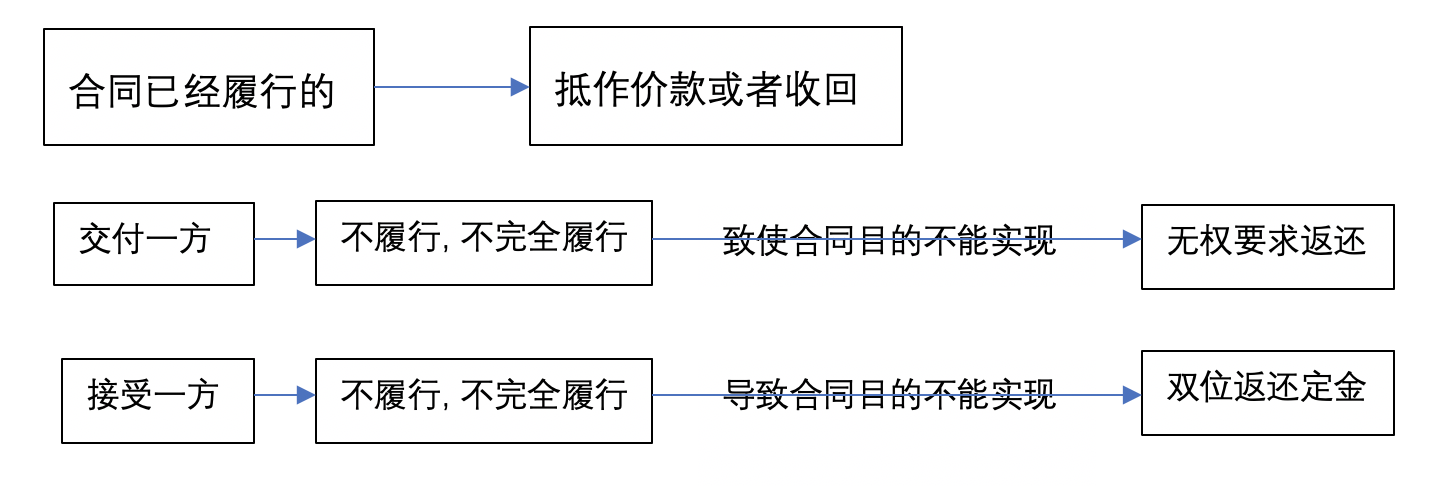 合同已经履行的
抵作价款或者收回
交付一方
不履行, 不完全履行
致使合同目的不能实现
无权要求返还
接受一方
不履行, 不完全履行
导致合同目的不能实现
双位返还定金